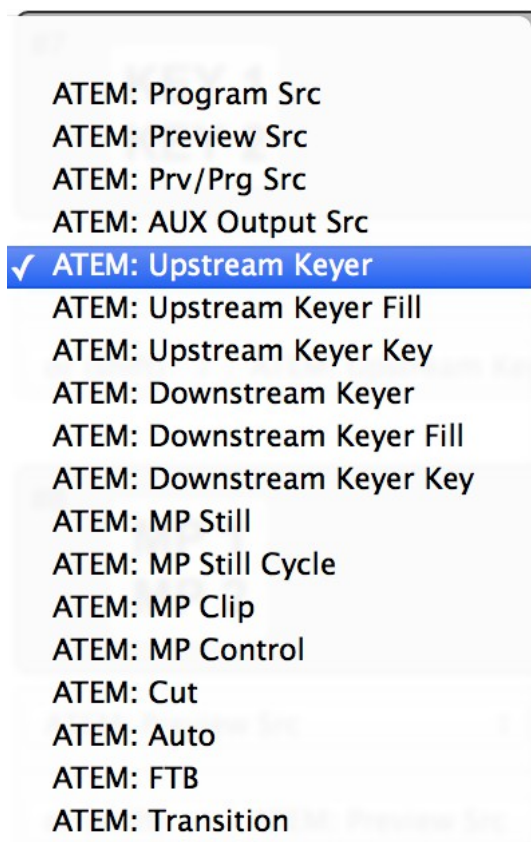 ATEM: Program Src
ATEM: Preview Src
ATEM: Prv/Prg Src
ATEM: AUX Output Src
✓ ATEM: Upstream Keyer
ATEM: Upstream Keyer Fill
ATEM: Upstream Keyer Key
ATEM: Downstream Keyer
ATEM: Downstream Keyer Fill
ATEM: Downstream Keyer Key
ATEM: MP Still
ATEM: MP Still Cycle
ATEM: MP Clip
ATEM: MP Control
ATEM: Cut
ATEM: Auto
ATEM: FTB
ATEM: Transition